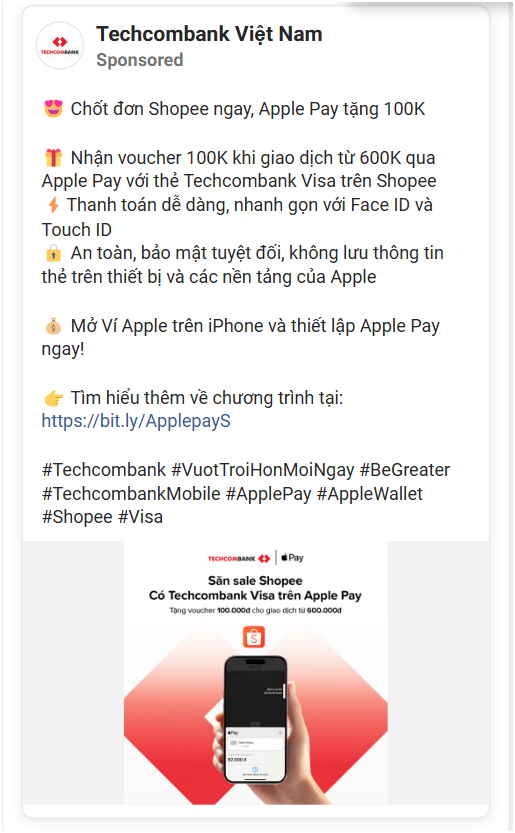 Techcombank Việt Nam
TECHCOMBANK
Sponsored
😍 Chốt đơn Shopee ngay, Apple Pay tặng 100K
🎁 Nhận voucher 100K khi giao dịch từ 600K qua
Apple Pay với thẻ Techcombank Visa trên Shopee
⚡ Thanh toán dễ dàng, nhanh gọn với Face ID và
Touch ID
🔒 An toàn, bảo mật tuyệt đối, không lưu thông tin
thẻ trên thiết bị và các nền tảng của Apple
💰 Mở Ví Apple trên iPhone và thiết lập Apple Pay
ngay!
👉 Tìm hiểu thêm về chương trình tại:
https://bit.ly/ApplepayS
#Techcombank #VuotTroiHonMoiNgay #BeGreater
#TechcombankMobile #ApplePay #AppleWallet
#Shopee #Visa
TECHCOMBANK Pay
Săn sale Shopee
Có Techcombank Visa trên Apple Pay
Tặng voucher 100.000đ cho giao dịch từ 600.000đ
S
Pay